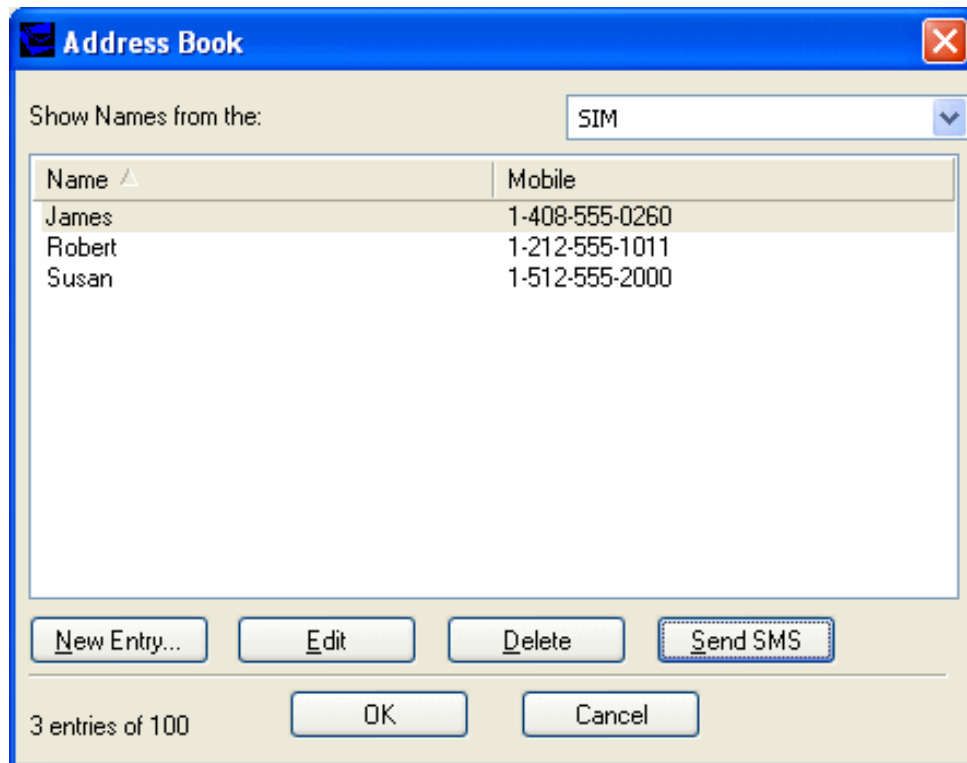 Address Book
Show Names from the: SIM
Name Mobile
James 1-408-555-0260
Robert 1-212-555-1011
Susan 1-512-555-2000
New Entry... Edit Delete Send SMS
3 entries of 100 OK Cancel